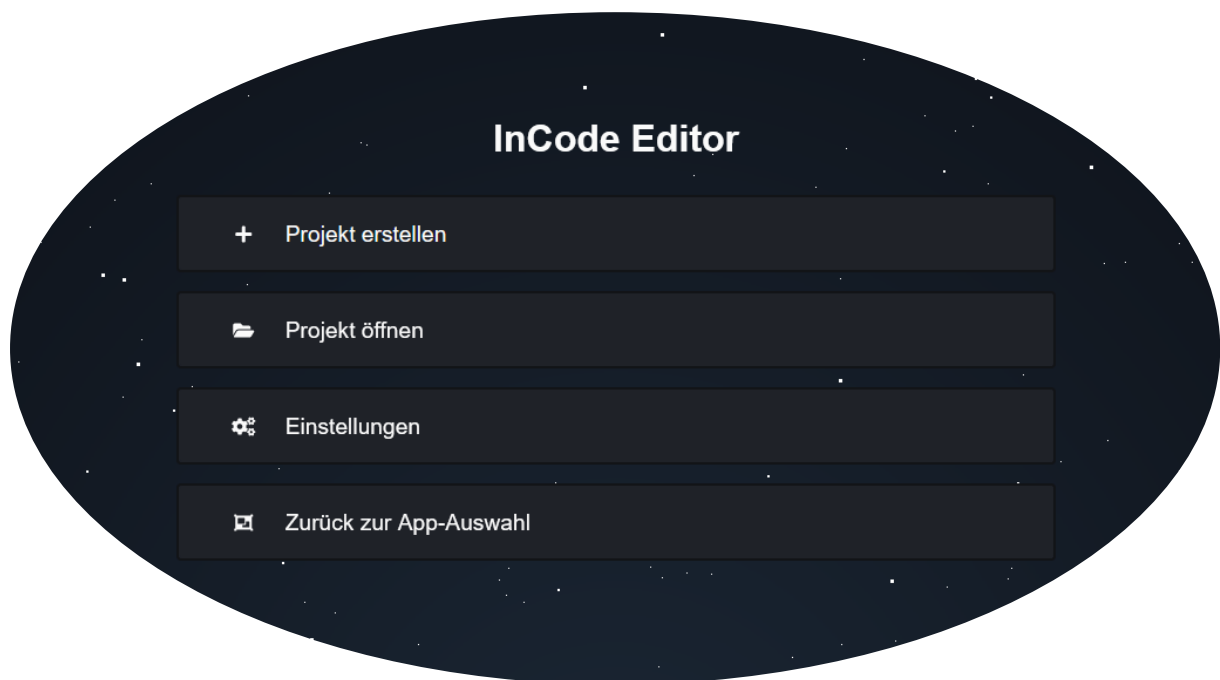 InCode Editor
Projekt erstellen
Projekt öffnen
Einstellungen
Zurück zur App-Auswahl